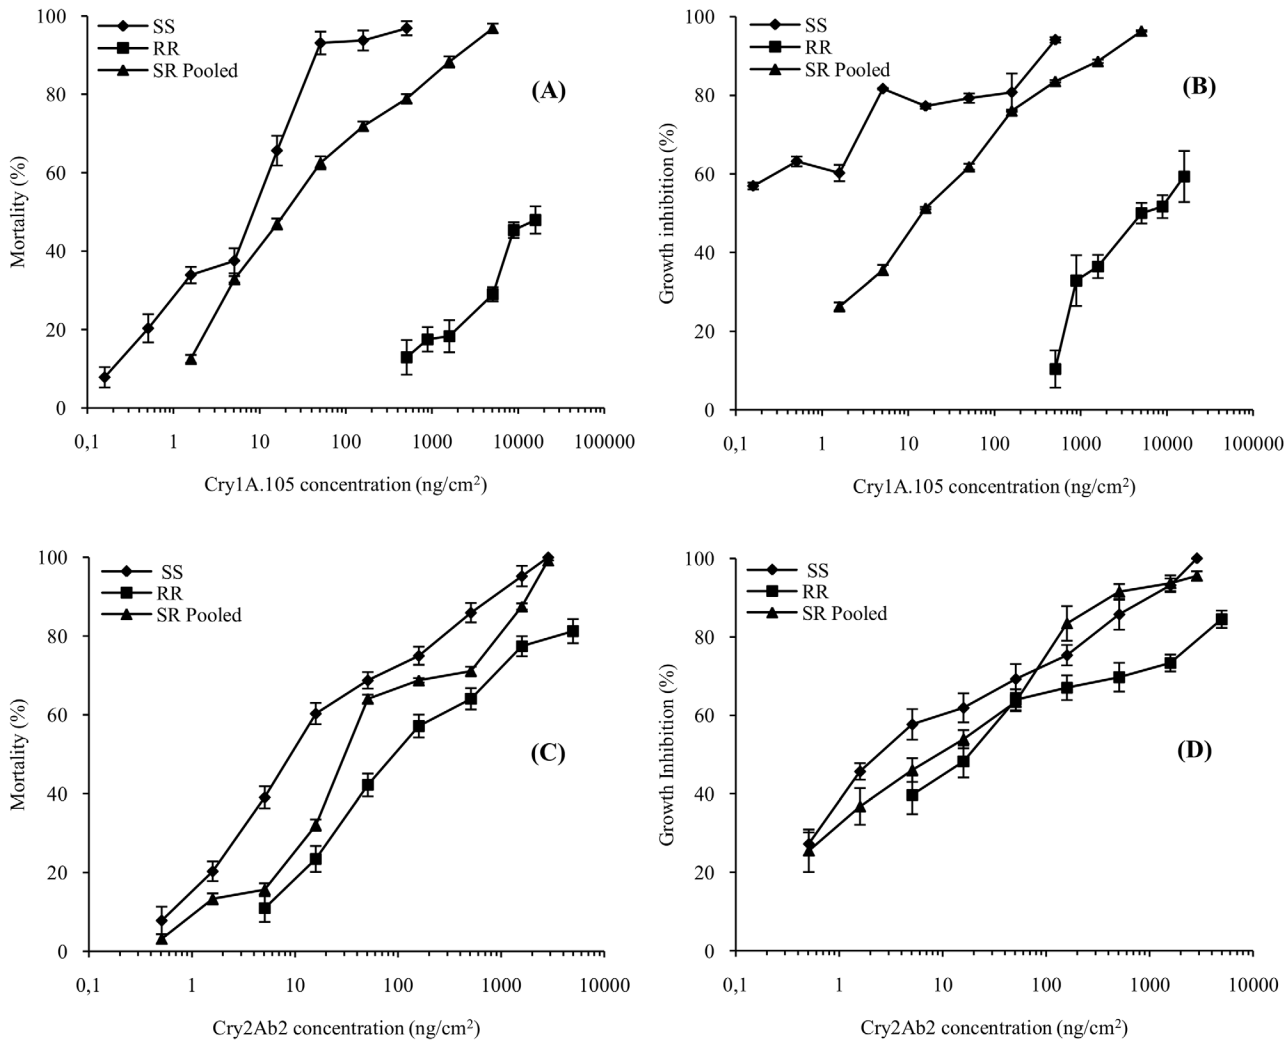 100
80
60
40
20
0
Mortality (%)
SS
RR
SR Pooled
(A)
0,1 1 10 100 1000 10000 100000
Cry1A.105 concentration (ng/cm²)
100
80
60
40
20
0
Growth inhibition (%)
SS
RR
SR Pooled
(B)
0,1 1 10 100 1000 10000 100000
Cry1A.105 concentration (ng/cm²)
100
80
60
40
20
0
Mortality (%)
SS
RR
SR Pooled
(C)
0,1 1 10 100 1000 10000
Cry2Ab2 concentration (ng/cm²)
100
80
60
40
20
0
Growth Inhibition (%)
SS
RR
SR Pooled
(D)
0,1 1 10 100 1000 10000
Cry2Ab2 concentration (ng/cm²)